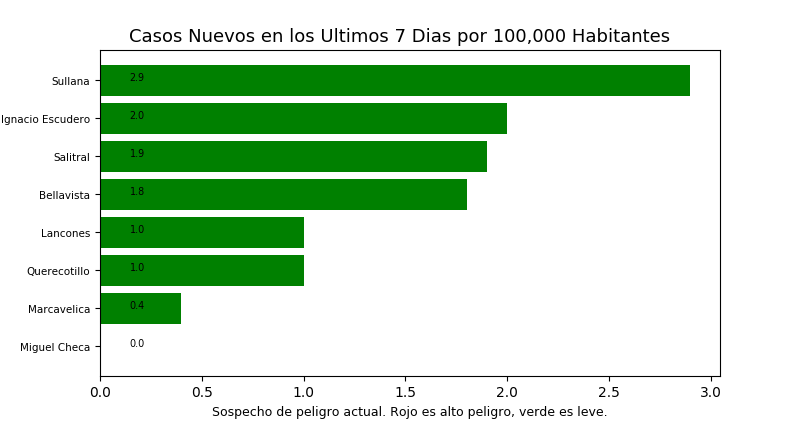 Casos Nuevos en los Ultimos 7 Dias por 100,000 Habitantes
Sullana 2.9
Ignacio Escudero 2.0
Salitral 1.9
Bellavista 1.8
Lancones 1.0
Querecotillo 1.0
Marcavelica 0.4
Miguel Checa 0.0
0.0 0.5 1.0 1.5 2.0 2.5 3.0
Sospecho de peligro actual. Rojo es alto peligro, verde es leve.